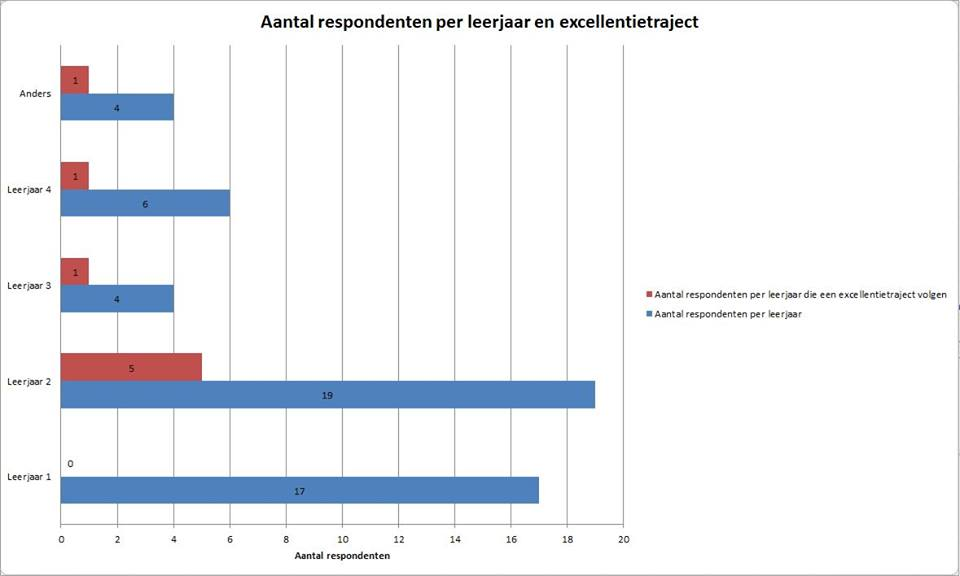 Aantal respondenten per leerjaar en excellentietraject
Anders
1
4
Leerjaar 4
1
6
Leerjaar 3
1
4
Leerjaar 2
5
19
Leerjaar 1
0
17
0 2 4 6 8 10 12 14 16 18 20
Aantal respondenten
Aantal respondenten per leerjaar die een excellentietraject volgen
Aantal respondenten per leerjaar